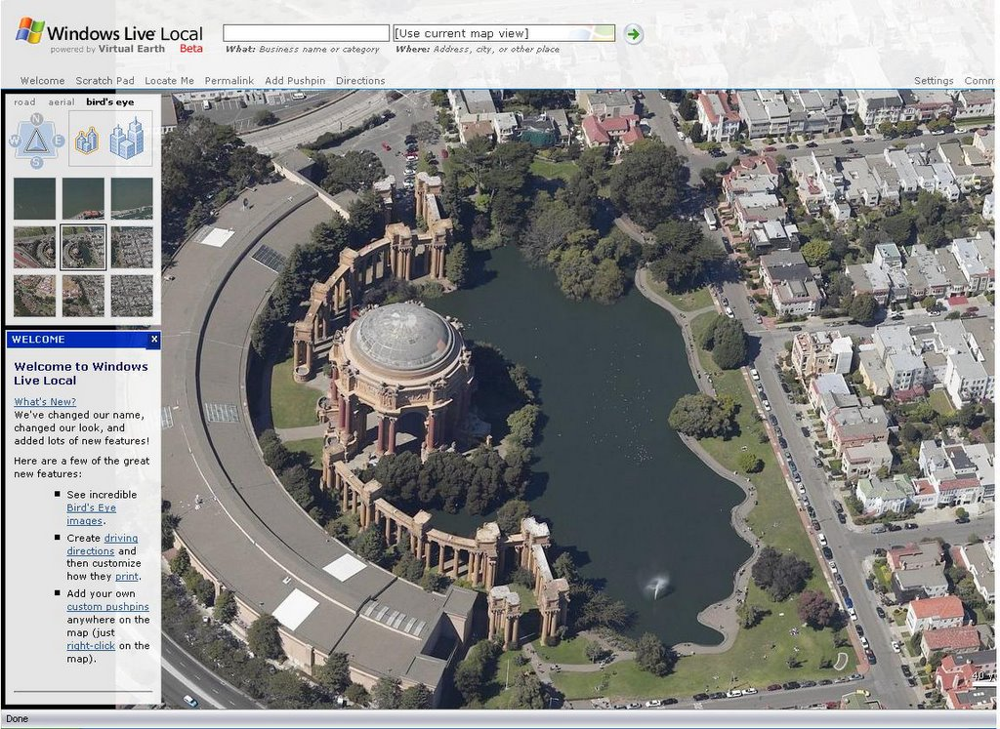 Windows Live Local
powered by Virtual Earth Beta
[Use current map view]
What: Business name or category Where: Address, city, or other place
Welcome Scratch Pad Locate Me Permalink Add Pushpin Directions Settings Comm
road aerial bird's eye
N
W E
S
WELCOME x
Welcome to Windows
Live Local
What's New?
We've changed our name,
changed our look, and
added lots of new features!
Here are a few of the great
new features:
See incredible
Bird's Eye
images.
Create driving
directions and
then customize
how they print.
Add your own
custom pushpins
anywhere on the
map (just
right-click on the
map).
40 y
Done